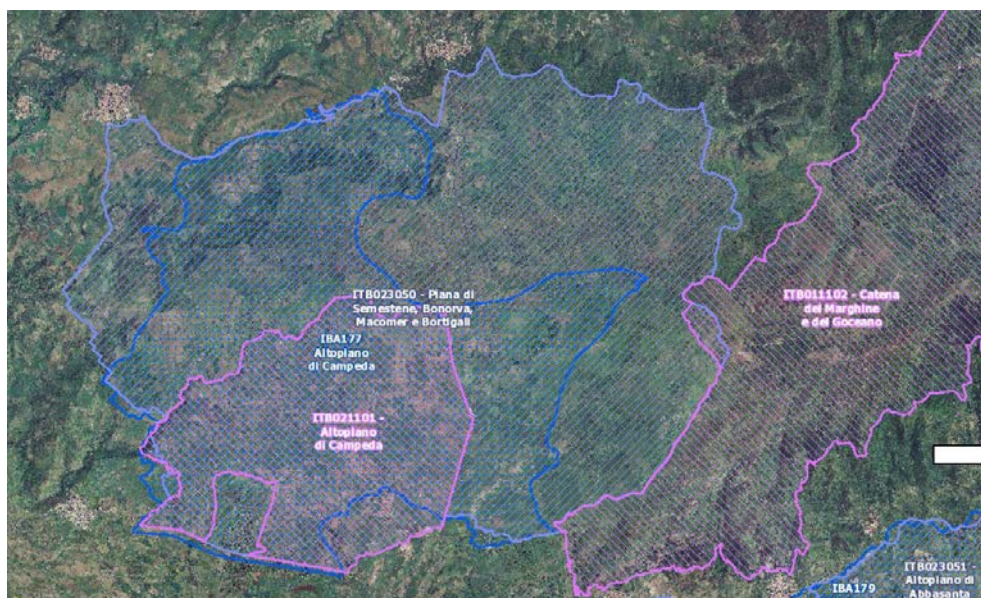 ITB023050 - Piana di
Semestene, Bonorva,
Macomer e Bortigali
ITB011102 - Catena
del Marghine
e del Goceano
IBA177
Altopiano
di Campeda
ITB021101 -
Altopiano
di Campeda
ITB023051 -
Altopiano di
Abbasanta
IBA179